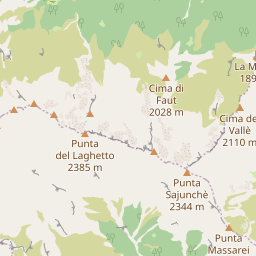 La M
189
Cima di
Faut
2028 m
Cima de
Vallè
2110 m
Punta
del Laghetto
2385 m
Punta
Sajunchè
2344 m
Punta
Massarei